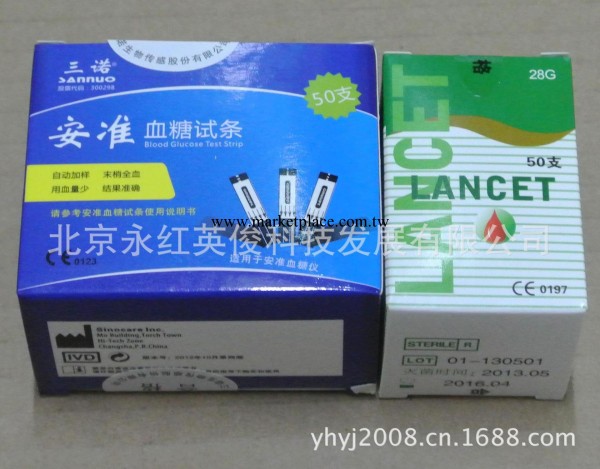 三诺®
SANNUO
股票代码:300298
生物传感股份有限公司
50支
安准 血糖试条
Blood Glucose Test Strip
自动加样 末梢全血
用血量少 结果准确
请参考安准血糖试条使用说明书
适用于安准血糖仪
CE 0123
Sinocare Inc.
Hi-Tech Zone
Changsha,P.R.China
IVD
28G
50支
LANCET
LANCET
CE 0197
STERILE R
LOT 01-130501
灭菌时间:2013.05
2016.04
www.marketplace.com.tw
北京永红英俊科技发展有限公司
yhyj2008.cn.1688.com